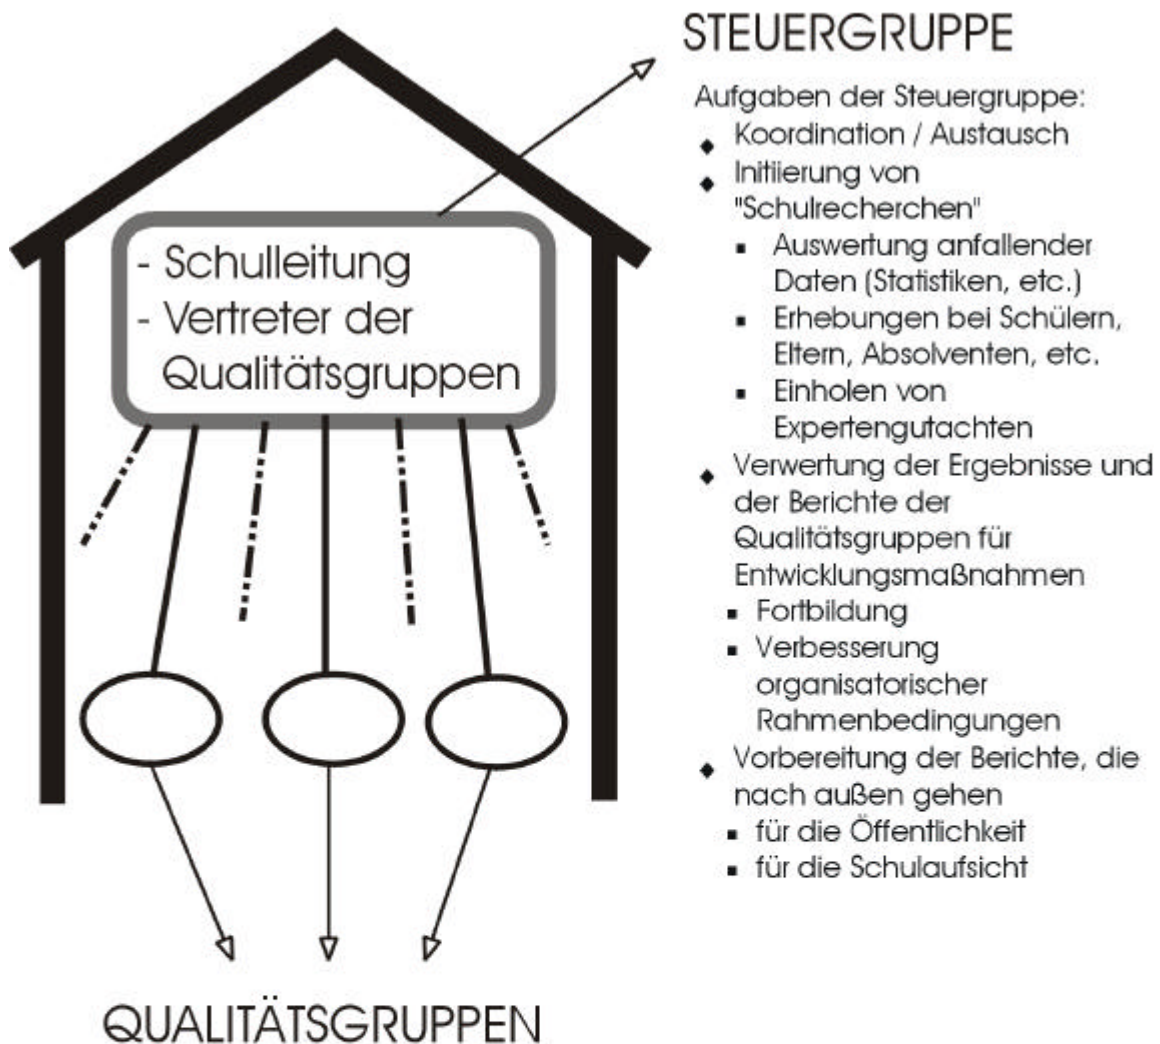 STEUERGRUPPE
Aufgaben der Steuergruppe:
◆ Koordination / Austausch
◆ Initiierung von
"Schulrecherchen"
▪ Auswertung anfallender
Daten (Statistiken, etc.)
▪ Erhebungen bei Schülern,
Eltern, Absolventen, etc.
▪ Einholen von
Expertengutachten
◆ Verwertung der Ergebnisse und
der Berichte der
Qualitätsgruppen für
Entwicklungsmaßnahmen
▪ Fortbildung
▪ Verbesserung
organisatorischer
Rahmenbedingungen
◆ Vorbereitung der Berichte, die
nach außen gehen
▪ für die Öffentlichkeit
▪ für die Schulaufsicht
- Schulleitung
- Vertreter der
Qualitätsgruppen
QUALITÄTSGRUPPEN